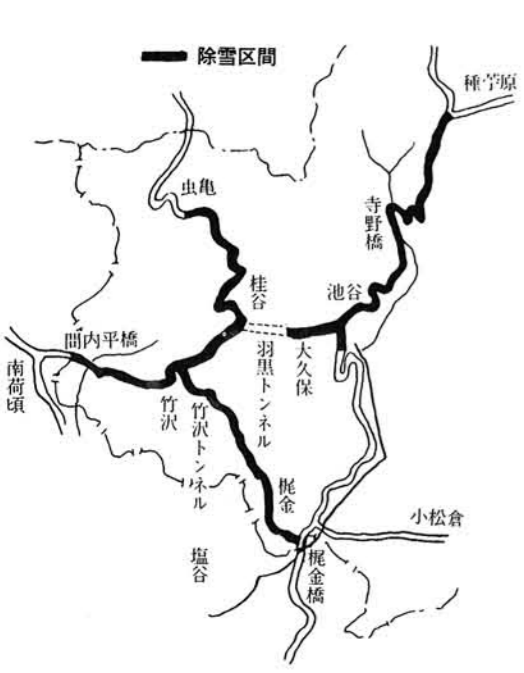 除雪区間
種苧原
虫亀
寺野橋
桂谷
池谷
間内平橋
南荷頃
竹沢
竹沢トンネル
羽黒トンネル
大久保
梶金
小松倉
塩谷
梶金橋